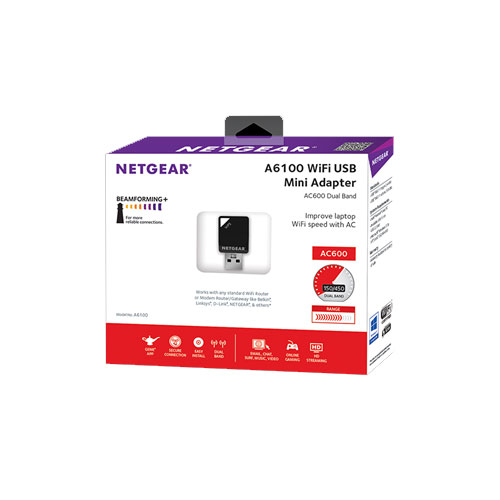 NETGEAR
NETGEAR®
A6100 WiFi USB
Mini Adapter
AC600 Dual Band
BEAMFORMING+
For more
reliable connections.
Improve laptop
WiFi speed with AC
WiFi
NETGEAR
AC600
150/450
DUAL BAND
RANGE
Works with any standard WiFi Router
or Modem Router/Gateway like Belkin®,
Linksys®, D-Link®, NETGEAR®, & others*
A6100
GENIE®
APP
SECURE
CONNECTION
EASY
INSTALL
DUAL
BAND
EMAIL, CHAT,
SURF, MUSIC, VIDEO
ONLINE
GAMING
HD
HD
STREAMING